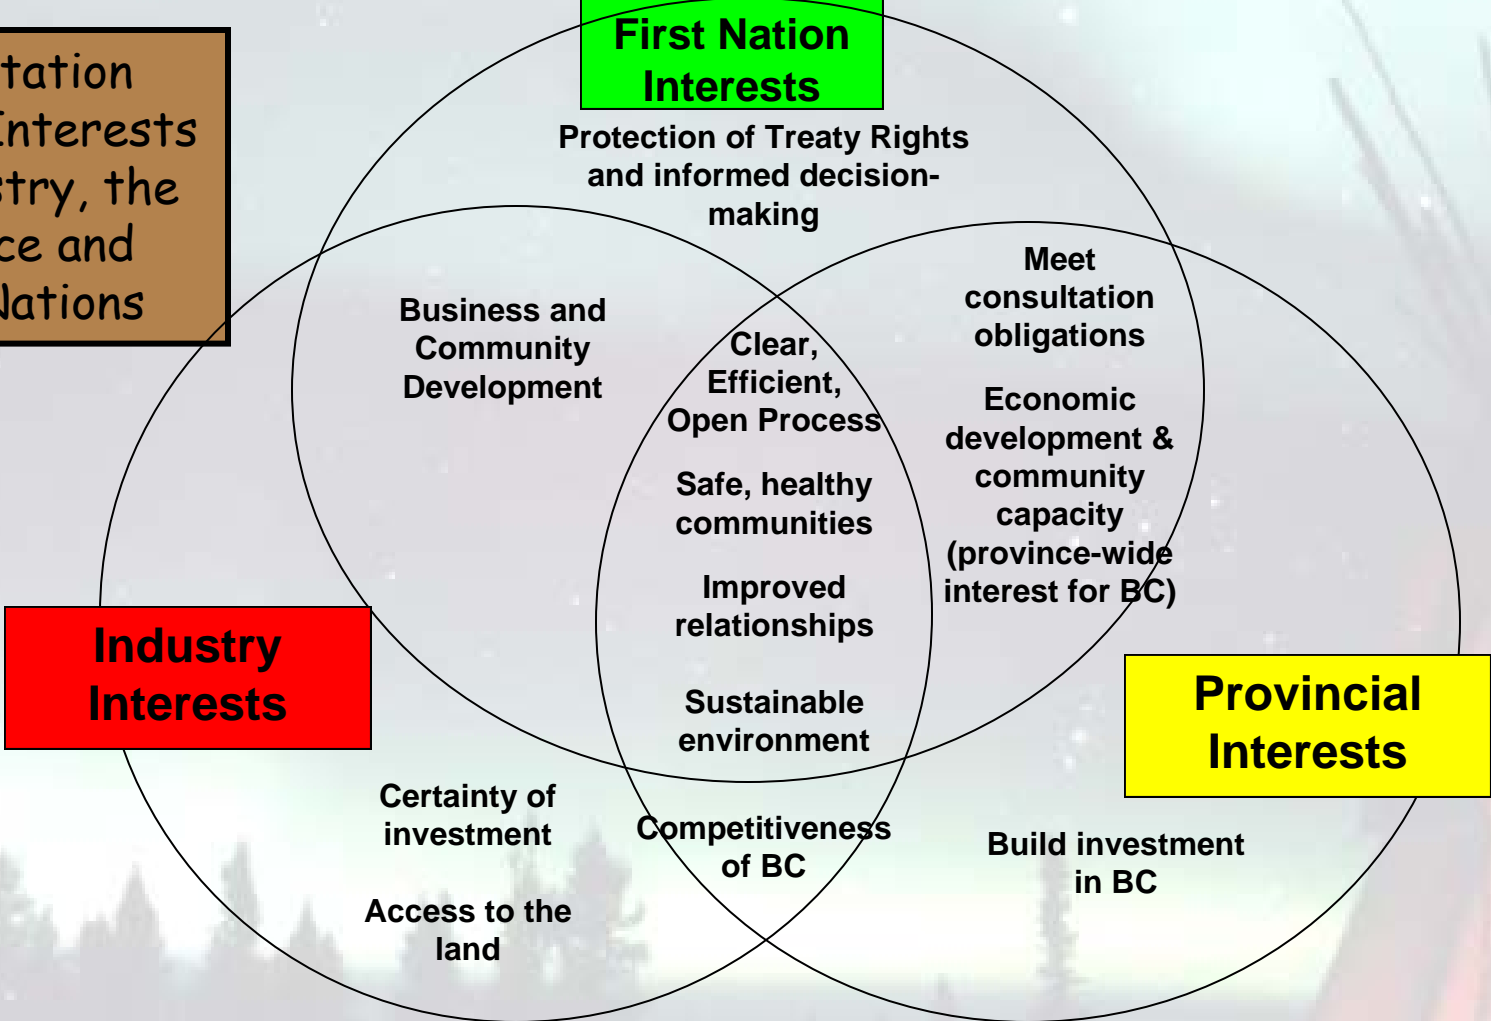 First Nation
Interests
tation
Interests
stry, the
ce and
Nations
Protection of Treaty Rights
and informed decision-
making
Business and
Community
Development
Clear,
Efficient,
Open Process
Safe, healthy
communities
Improved
relationships
Sustainable
environment
Meet
consultation
obligations
Economic
development &
community
capacity
(province-wide
interest for BC)
Industry
Interests
Provincial
Interests
Certainty of
investment
Access to the
land
Competitiveness
of BC
Build investment
in BC